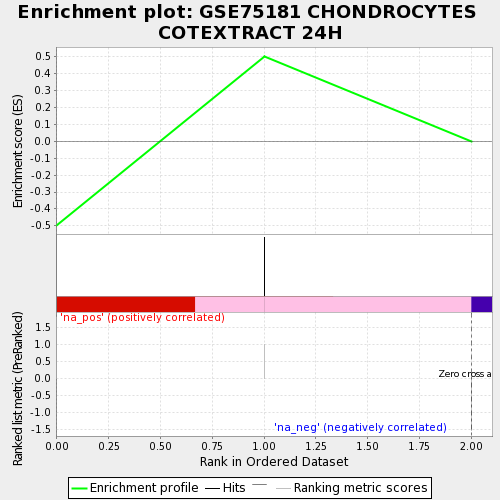 Enrichment plot: GSE75181 CHONDROCYTES
COTEXTRACT 24H
Enrichment score (ES)
0.5
0.4
0.3
0.2
0.1
0.0
-0.1
-0.2
-0.3
-0.4
-0.5
'na_pos' (positively correlated)
Ranked list metric (PreRanked)
1.5
1.0
0.5
0.0
-0.5
-1.0
-1.5
Zero cross a
'na_neg' (negatively correlated)
0.00 0.25 0.50 0.75 1.00 1.25 1.50 1.75 2.00
Rank in Ordered Dataset
Enrichment profile Hits Ranking metric scores